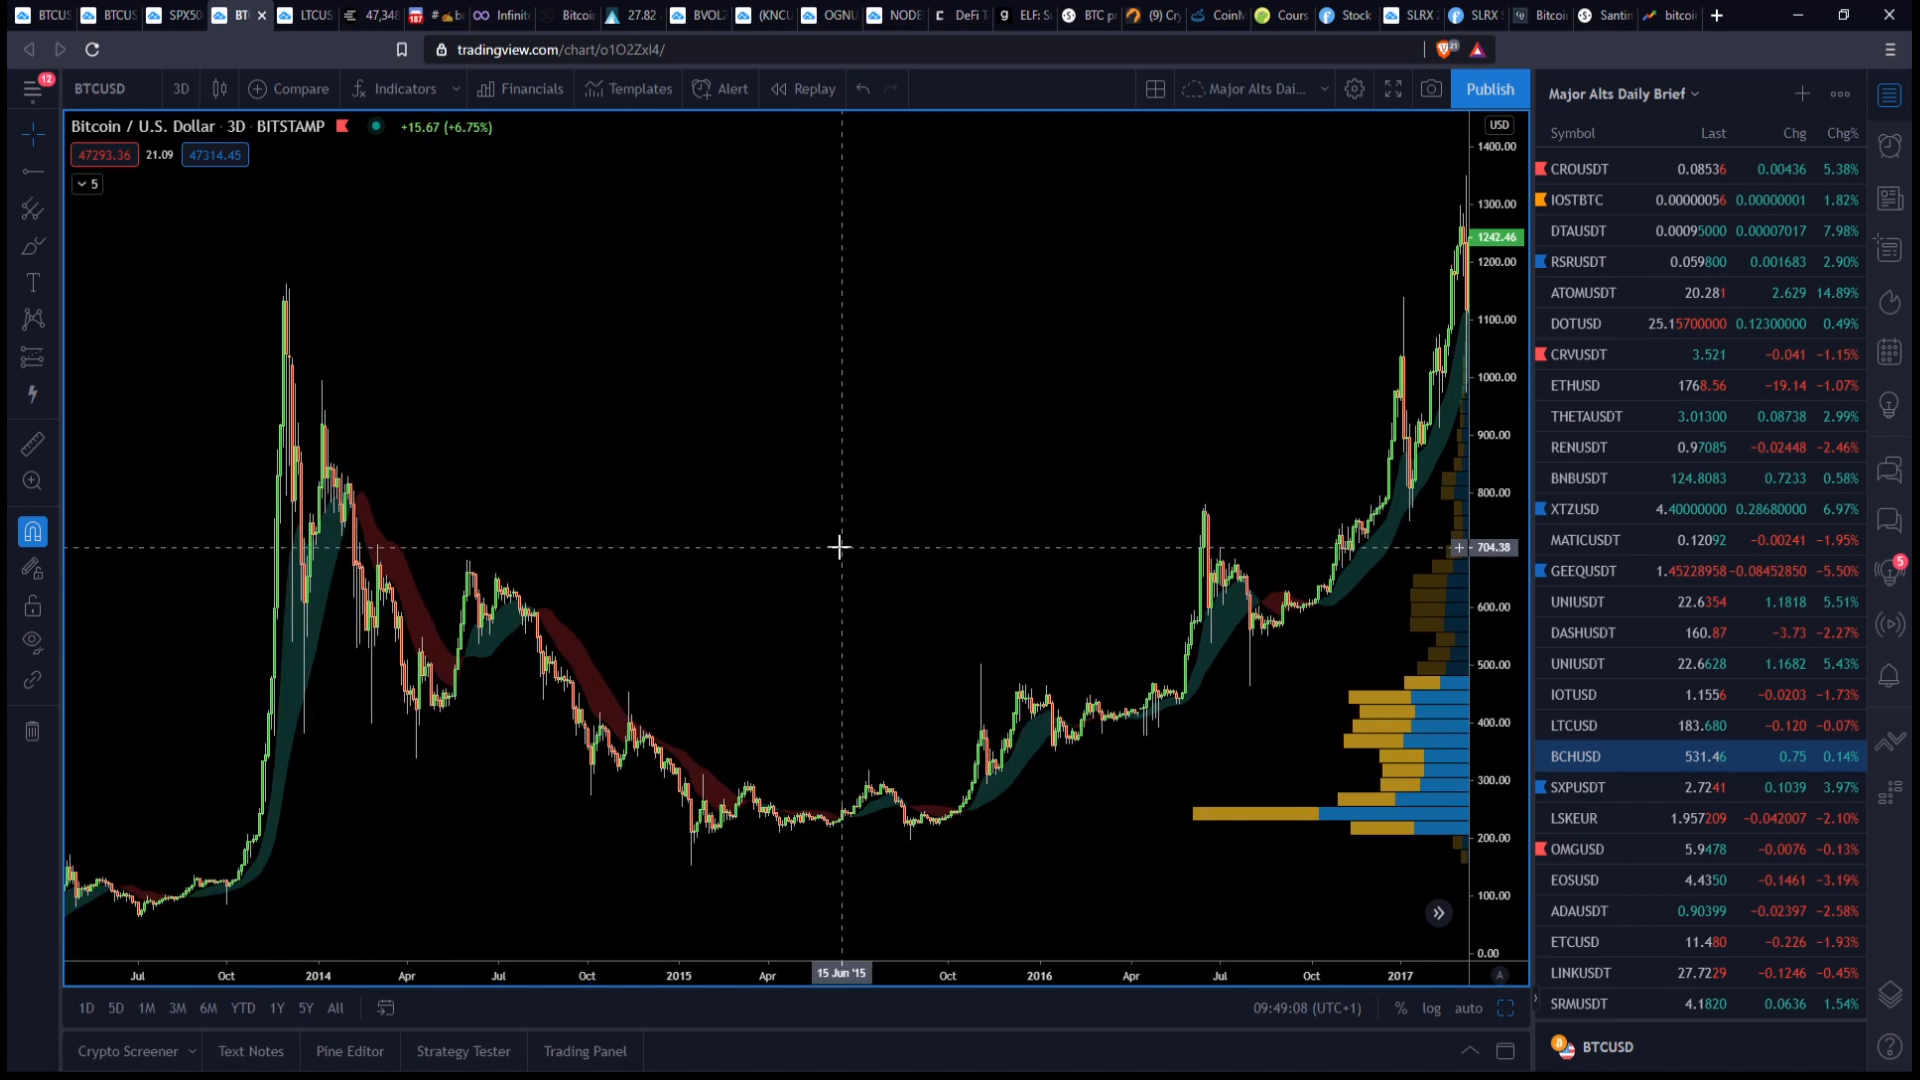 BTCUS
BTCUS
SPX50
BT
LTCUS
47,348
187
Infinit
Bitcoi
27.82
BVOL
(KNCU
OGNU
NODE
DeFi T
ELF: S
BTC p
(9) Cr
CoinM
Cours
Stock
SLRX
SLRX
Bitcoi
Santin
bitcoi
tradingview.com/chart/o1O2Zxl4/
21
12
BTCUSD
3D
Compare
Indicators
Financials
Templates
Alert
Replay
Major Alts Dai...
Publish
Bitcoin / U.S. Dollar · 3D · BITSTAMP
+15.67 (+6.75%)
47293.36
21.09
47314.45
5
USD
1400.00
1300.00
1242.46
1200.00
1100.00
1000.00
900.00
800.00
704.38
600.00
500.00
400.00
300.00
200.00
100.00
0.00
Jul
Oct
2014
Apr
Jul
Oct
2015
Apr
15 Jun '15
Oct
2016
Apr
Jul
Oct
2017
A
1D
5D
1M
3M
6M
YTD
1Y
5Y
All
09:49:08 (UTC+1)
%
log
auto
Crypto Screener
Text Notes
Pine Editor
Strategy Tester
Trading Panel
Major Alts Daily Brief
Symbol Last Chg Chg%
CROUSDT 0.08536 0.00436 5.38%
IOSTBTC 0.0000056 0.00000001 1.82%
DTAUSDT 0.00095000 0.00007017 7.98%
RSRUSDT 0.059800 0.001683 2.90%
ATOMUSDT 20.281 2.629 14.89%
DOTUSD 25.15700000 0.12300000 0.49%
CRVUSDT 3.521 −0.041 −1.15%
ETHUSD 1768.56 −19.14 −1.07%
THETAUSDT 3.01300 0.08738 2.99%
RENUSDT 0.97085 −0.02448 −2.46%
BNBUSDT 124.8083 0.7233 0.58%
XTZUSD 4.40000000 0.28680000 6.97%
MATICUSDT 0.12092 −0.00241 −1.95%
GEEQUSDT 1.45228958 −0.08452850 −5.50%
UNIUSDT 22.6354 1.1818 5.51%
DASHUSDT 160.87 −3.73 −2.27%
UNIUSDT 22.6628 1.1682 5.43%
IOTUSD 1.1556 −0.0203 −1.73%
LTCUSD 183.680 −0.120 −0.07%
BCHUSD 531.46 0.75 0.14%
SXPUSDT 2.7241 0.1039 3.97%
LSKEUR 1.957209 −0.042007 −2.10%
OMGUSD 5.9478 −0.0076 −0.13%
EOSUSD 4.4350 −0.1461 −3.19%
ADAUSDT 0.90399 −0.02397 −2.58%
ETCUSD 11.480 −0.226 −1.93%
LINKUSDT 27.7229 −0.1246 −0.45%
SRMUSDT 4.1820 0.0636 1.54%
BTCUSD
5